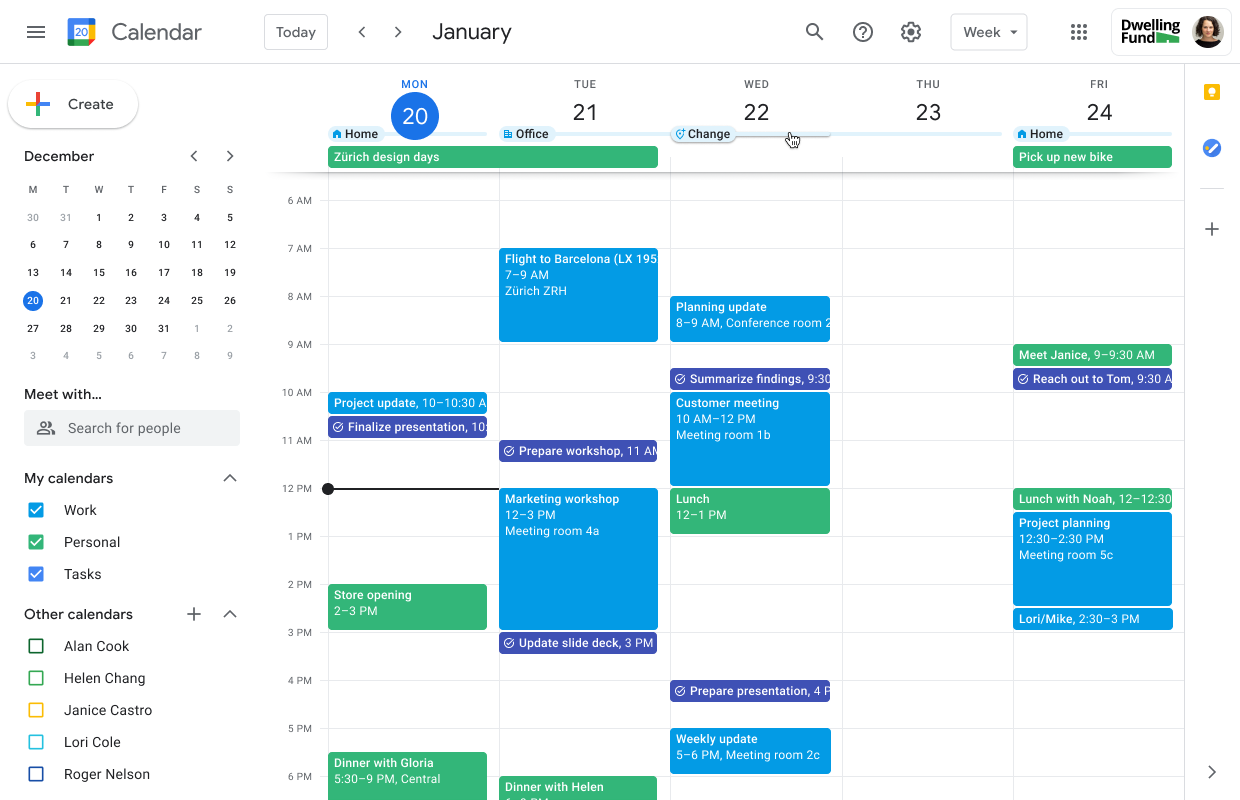 20
Calendar
Today
January
Week
Dwelling
Fund
Create
MON
20
TUE
21
WED
22
THU
23
FRI
24
Home
Office
Change
Home
Zürich design days
Pick up new bike
December
M T W T F S S
30 31 1 2 3 4 5
6 7 8 9 10 11 12
13 14 15 16 17 18 19
20 21 22 23 24 25 26
27 28 29 30 31 1 2
3 4 5 6 7 8 9
Meet with...
Search for people
My calendars
Work
Personal
Tasks
Other calendars
Alan Cook
Helen Chang
Janice Castro
Lori Cole
Roger Nelson
6 AM
7 AM
8 AM
9 AM
10 AM
11 AM
12 PM
1 PM
2 PM
3 PM
4 PM
5 PM
6 PM
Project update, 10–10:30 A
Finalize presentation, 10:
Store opening
2–3 PM
Dinner with Gloria
5:30–9 PM, Central
Flight to Barcelona (LX 195
7–9 AM
Zürich ZRH
Prepare workshop, 11 AM
Marketing workshop
12–3 PM
Meeting room 4a
Update slide deck, 3 PM
Dinner with Helen
Planning update
8–9 AM, Conference room 2
Summarize findings, 9:30
Customer meeting
10 AM–12 PM
Meeting room 1b
Lunch
12–1 PM
Prepare presentation, 4 P
Weekly update
5–6 PM, Meeting room 2c
Meet Janice, 9–9:30 AM
Reach out to Tom, 9:30 A
Lunch with Noah, 12–12:30
Project planning
12:30–2:30 PM
Meeting room 5c
Lori/Mike, 2:30–3 PM